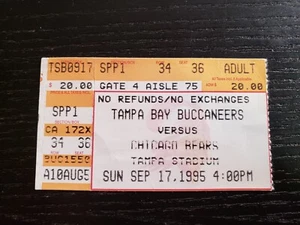 TSB0917 SPP1 34 36 ADULT
$ 20.00 GATE 4 AISLE 75 20.00
NO REFUNDS/NO EXCHANGES
SPP1 TAMPA BAY BUCCANEERS
CA 172X VERSUS
34 36 CHICAGO BEARS
BUC1550 TAMPA STADIUM
A10AUG5 SUN SEP 17.1995 4:00PM